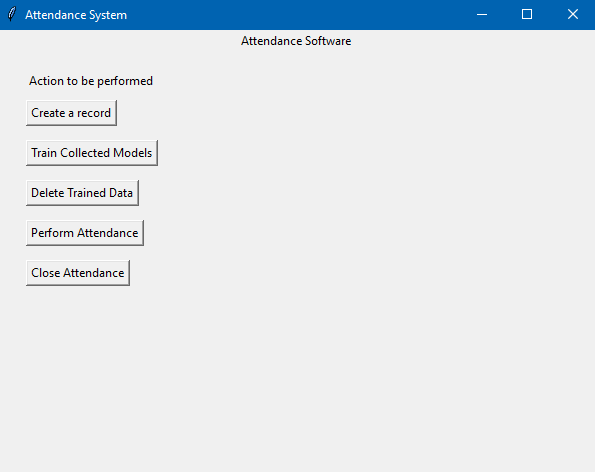 Attendance System
Attendance Software
Action to be performed
Create a record
Train Collected Models
Delete Trained Data
Perform Attendance
Close Attendance